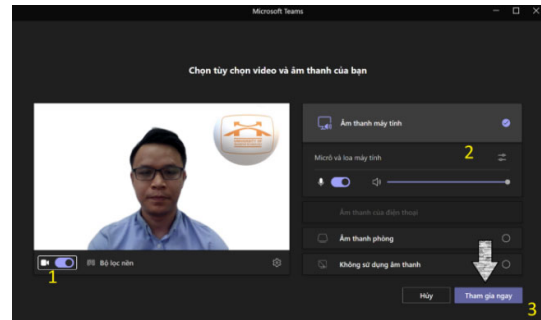 Microsoft Teams
Chọn tùy chọn video và âm thanh của bạn
Âm thanh máy tính
Micrô và loa máy tính
2
Âm thanh của điện thoại
Âm thanh phòng
Bộ lọc nền
Không sử dụng âm thanh
1
Hủy
Tham gia ngay
3